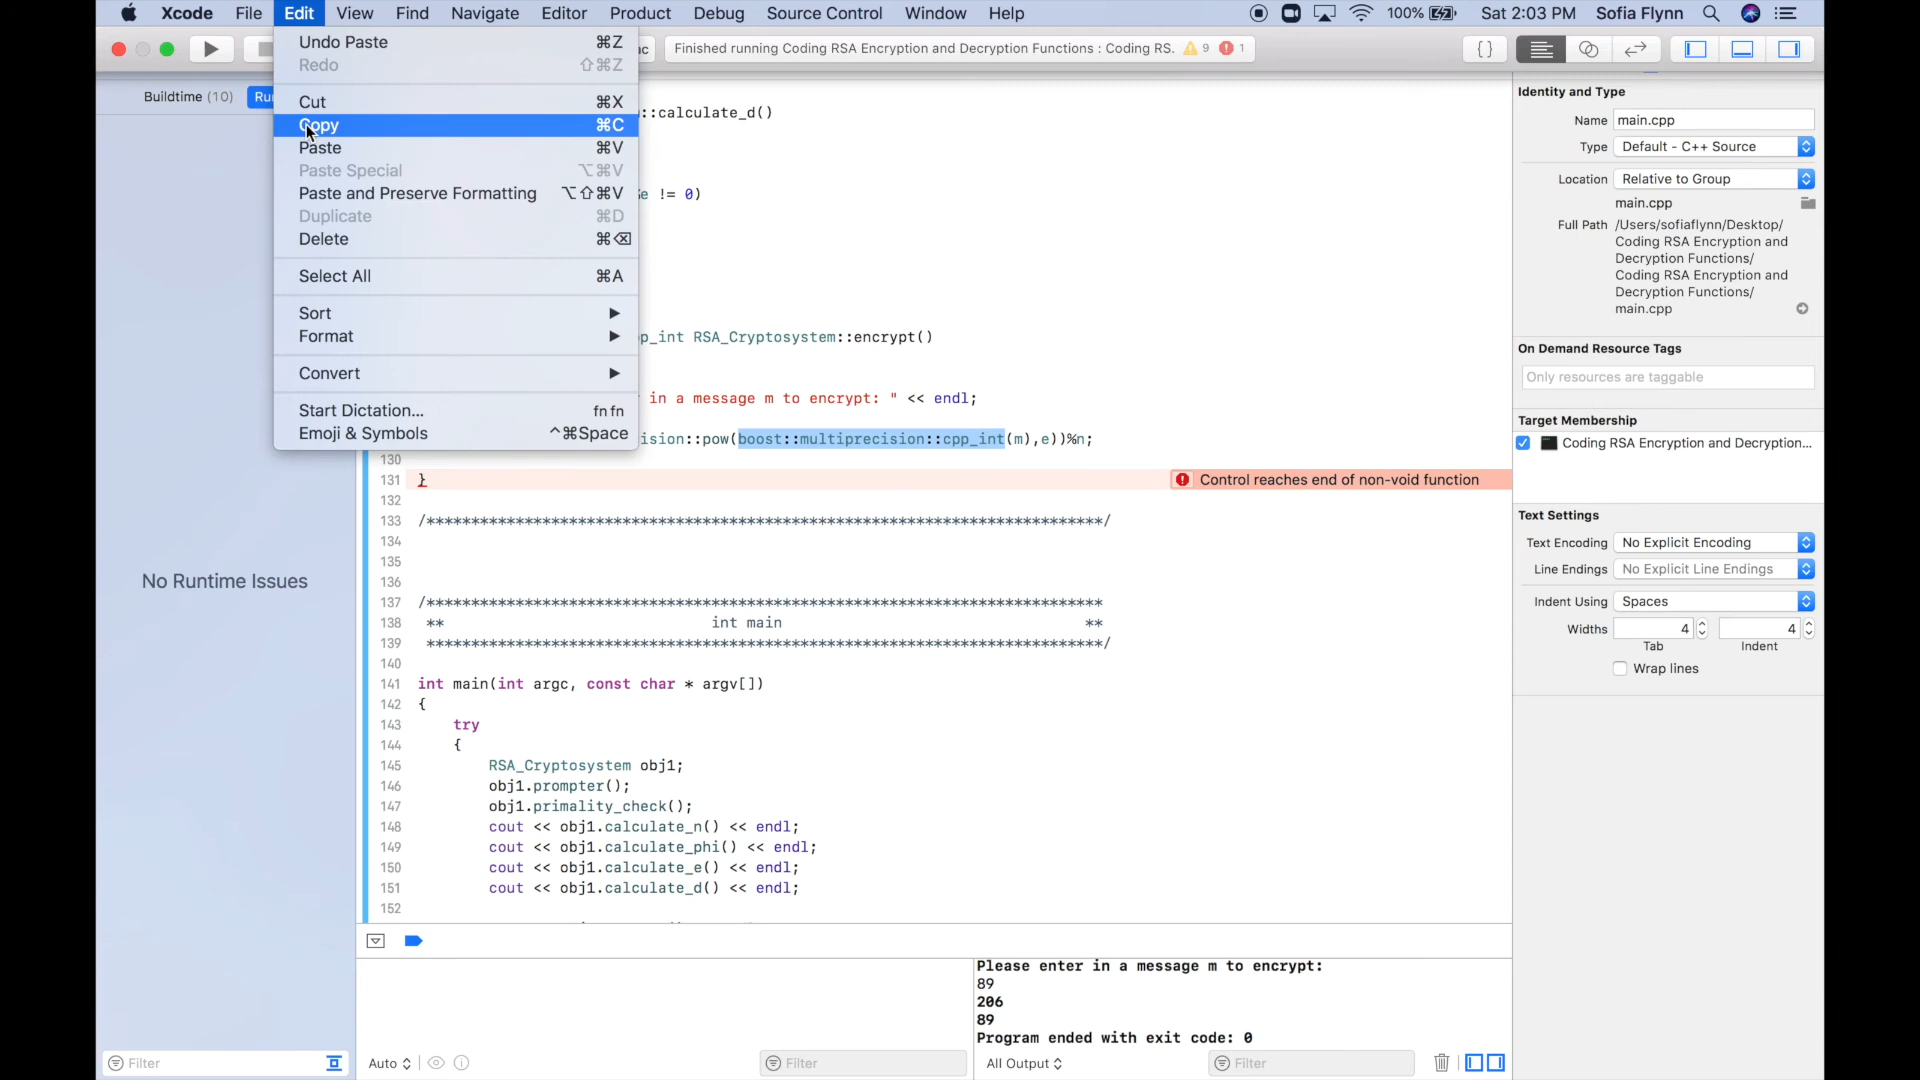 Xcode File Edit View Find Navigate Editor Product Debug Source Control Window Help 100% Sat 2:03 PM Sofia Flynn
Finished running Coding RSA Encryption and Decryption Functions : Coding RS. 9 1
{ }
Buildtime (10)
No Runtime Issues
Filter
Undo Paste ⌘Z
Redo ⇧⌘Z
Cut ⌘X
Copy ⌘C
Paste ⌘V
Paste Special ⌥⌘V
Paste and Preserve Formatting ⌥⇧⌘V
Duplicate ⌘D
Delete ⌘⌫
Select All ⌘A
Sort ▶
Format ▶
Convert ▶
Start Dictation... fn fn
Emoji & Symbols ^⌘Space
::calculate_d()
e != 0)
p_int RSA_Cryptosystem::encrypt()
in a message m to encrypt: " << endl;
ision::pow(boost::multiprecision::cpp_int(m),e))%n;
130
131 } Control reaches end of non-void function
132
133 /****************************************************************************/
134
135
136
137 /****************************************************************************
138 ** int main **
139 ****************************************************************************/
140
141 int main(int argc, const char * argv[])
142 {
143 try
144 {
145 RSA_Cryptosystem obj1;
146 obj1.prompter();
147 obj1.primality_check();
148 cout << obj1.calculate_n() << endl;
149 cout << obj1.calculate_phi() << endl;
150 cout << obj1.calculate_e() << endl;
151 cout << obj1.calculate_d() << endl;
152
Auto
Filter
Please enter in a message m to encrypt:
89
206
89
Program ended with exit code: 0
All Output
Filter
Identity and Type
Name main.cpp
Type Default - C++ Source
Location Relative to Group
main.cpp
Full Path /Users/sofiaflynn/Desktop/
Coding RSA Encryption and
Decryption Functions/
Coding RSA Encryption and
Decryption Functions/
main.cpp
On Demand Resource Tags
Only resources are taggable
Target Membership
Coding RSA Encryption and Decryption...
Text Settings
Text Encoding No Explicit Encoding
Line Endings No Explicit Line Endings
Indent Using Spaces
Widths 4 4
Tab Indent
Wrap lines